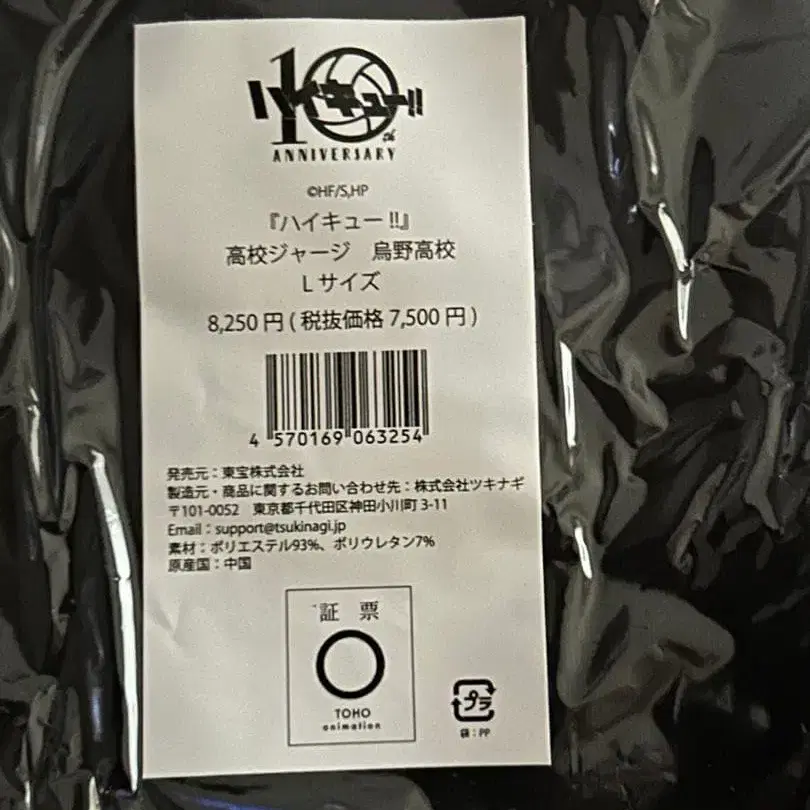 ハイキュー!!
10th
ANNIVERSARY
©HF/S,HP
『ハイキュー!!』
高校ジャージ　烏野高校
Lサイズ
8,250円(税抜価格7,500円)
4 570169 063254
発売元：東宝株式会社
製造元・商品に関するお問い合わせ先：株式会社ツキナギ
〒101-0052　東京都千代田区神田小川町3-11
Email：support@tsukinagi.jp
素材：ポリエステル93%、ポリウレタン7%
原産国：中国
証 票
TOHO
animation
プラ
袋：PP